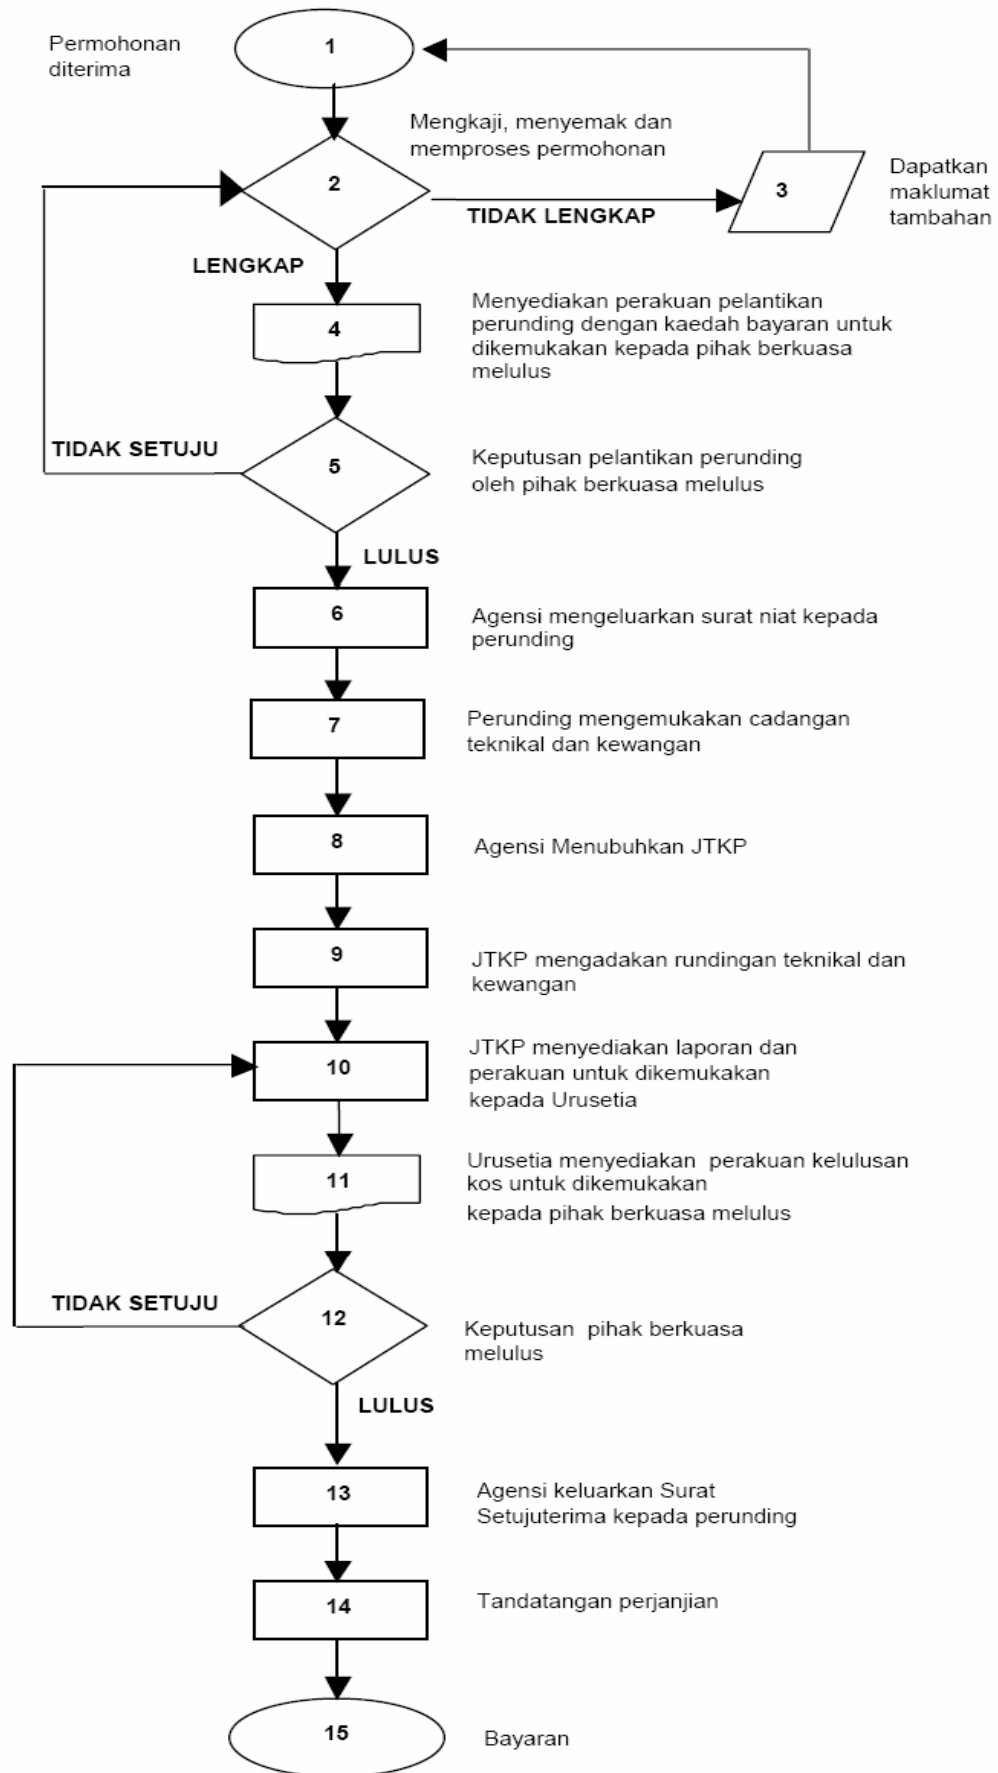 Permohonan
diterima
1
Mengkaji, menyemak dan
memproses permohonan
2
TIDAK LENGKAP
3
Dapatkan
maklumat
tambahan
LENGKAP
4
Menyediakan perakuan pelantikan
perunding dengan kaedah bayaran untuk
dikemukakan kepada pihak berkuasa
melulus
TIDAK SETUJU
5
Keputusan pelantikan perunding
oleh pihak berkuasa melulus
LULUS
6
Agensi mengeluarkan surat niat kepada
perunding
7
Perunding mengemukakan cadangan
teknikal dan kewangan
8
Agensi Menubuhkan JTKP
9
JTKP mengadakan rundingan teknikal dan
kewangan
10
JTKP menyediakan laporan dan
perakuan untuk dikemukakan
kepada Urusetia
11
Urusetia menyediakan perakuan kelulusan
kos untuk dikemukakan
kepada pihak berkuasa melulus
TIDAK SETUJU
12
Keputusan pihak berkuasa
melulus
LULUS
13
Agensi keluarkan Surat
Setujuterima kepada perunding
14
Tandatangan perjanjian
15
Bayaran